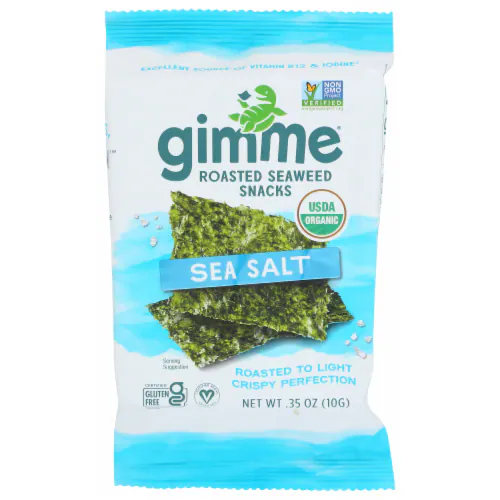 EXCELLENT SOURCE OF VITAMIN B12 & IODINE*
NON
GMO
Project
VERIFIED
gimme®
ROASTED SEAWEED
SNACKS
USDA
ORGANIC
SEA SALT
Serving
Suggestion
ROASTED TO LIGHT
CRISPY PERFECTION
CERTIFIED
GLUTEN
FREE
NET WT .35 OZ (10G)